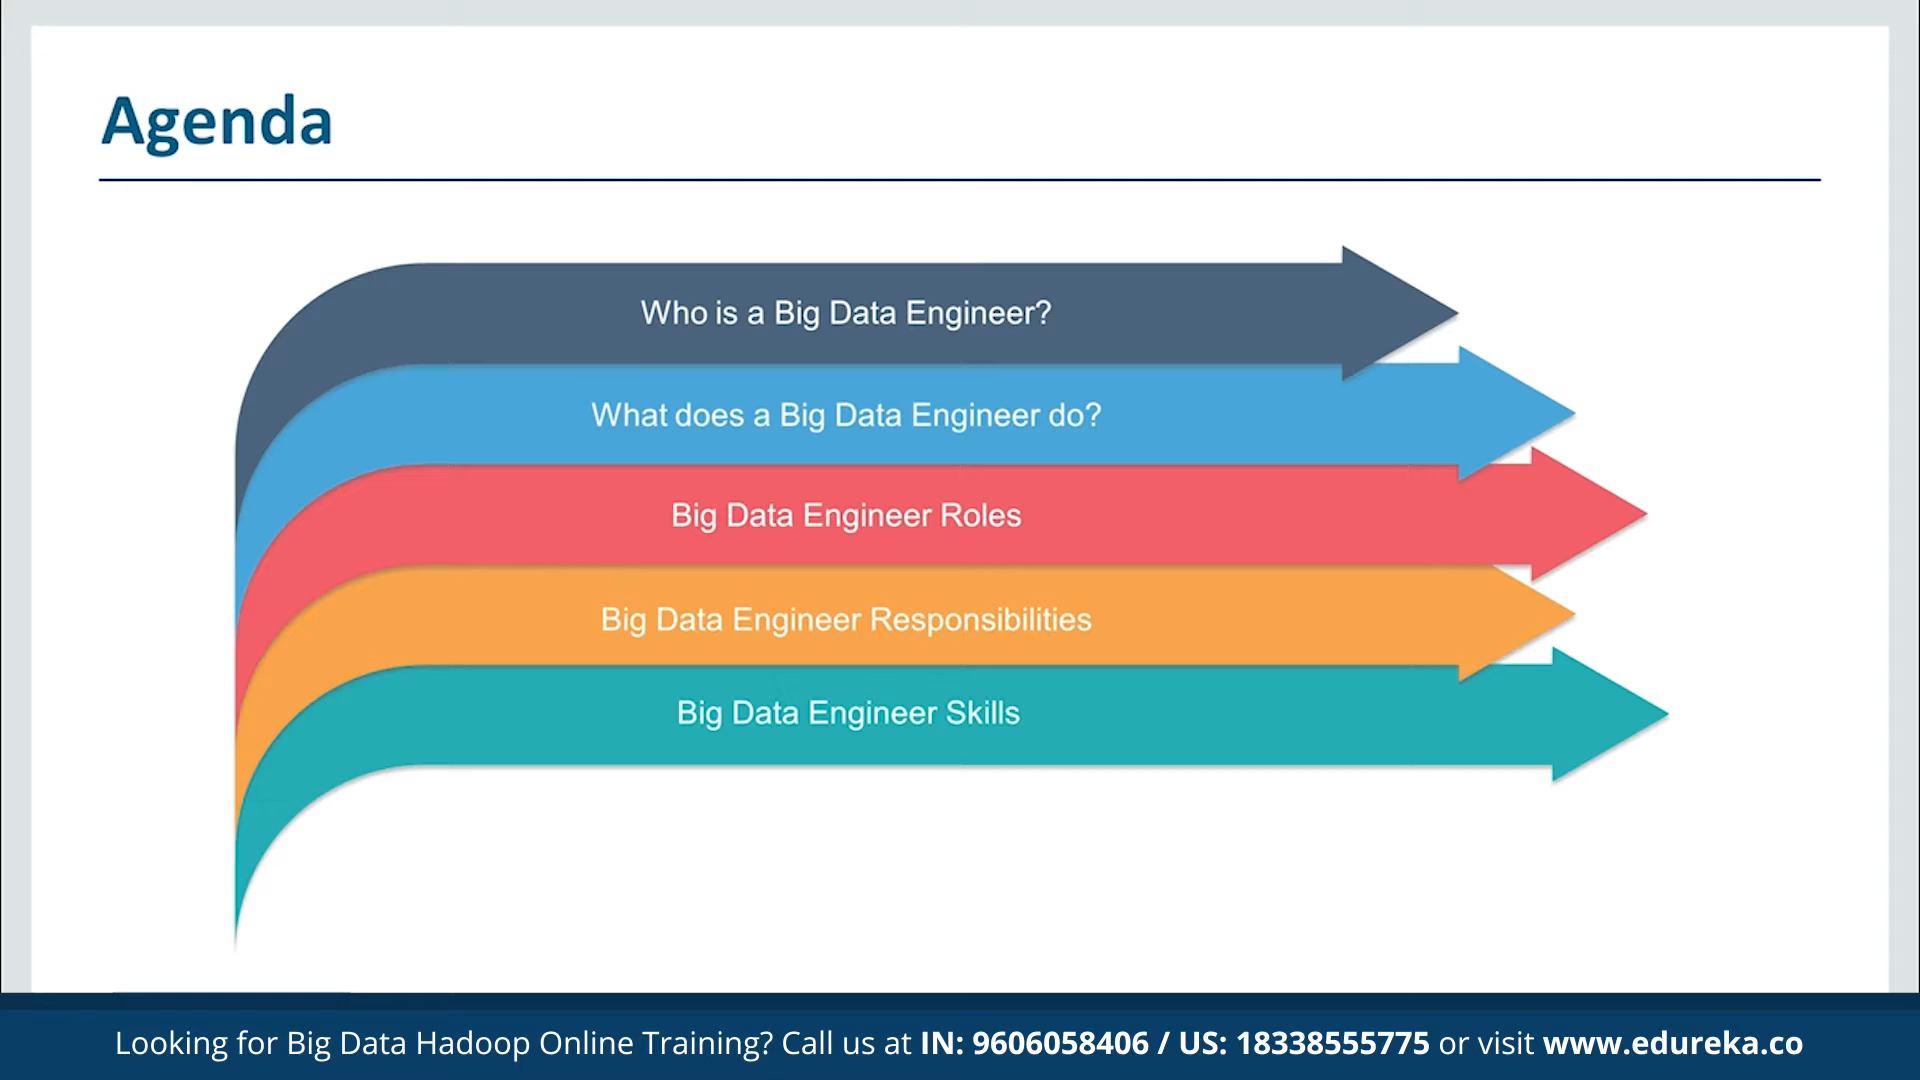 Agenda
Who is a Big Data Engineer?
What does a Big Data Engineer do?
Big Data Engineer Roles
Big Data Engineer Responsibilities
Big Data Engineer Skills
Looking for Big Data Hadoop Online Training? Call us at IN: 9606058406 / US: 18338555775 or visit www.edureka.co